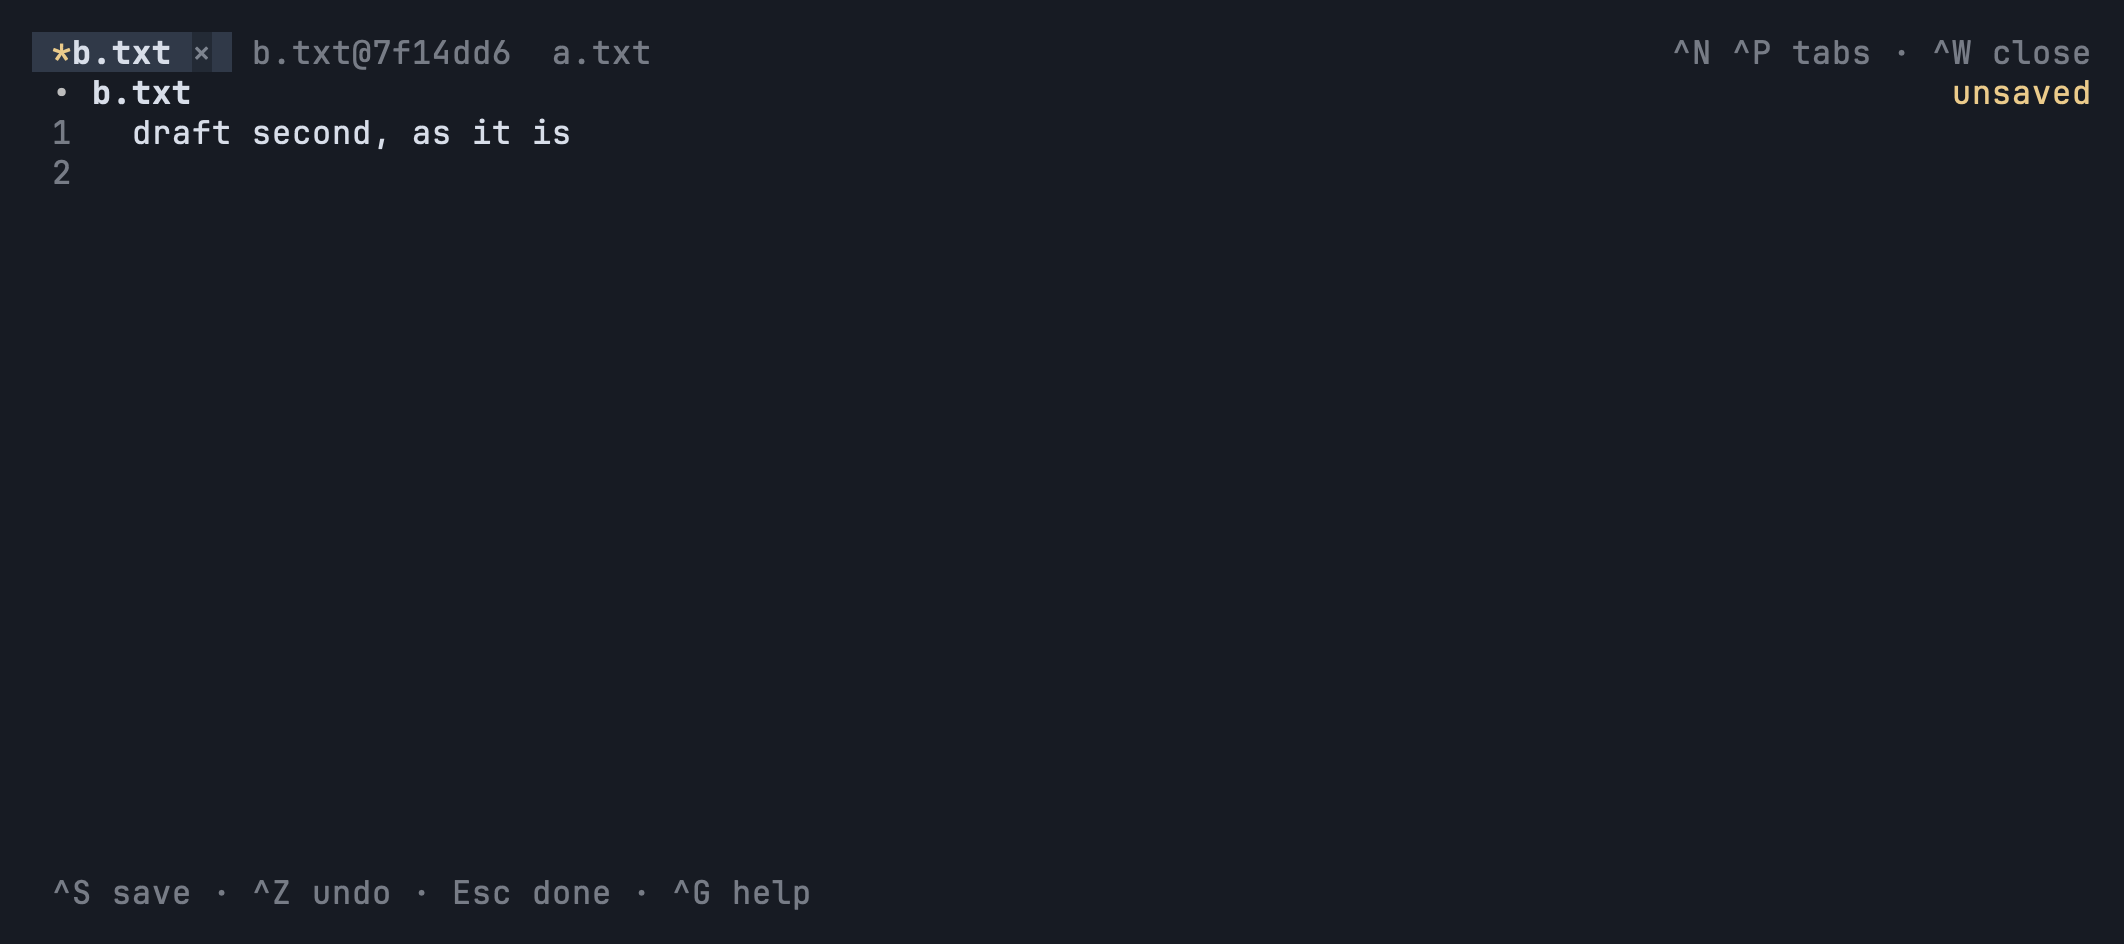 *b.txt × b.txt@7f14dd6 a.txt ^N ^P tabs · ^W close
• b.txt unsaved
1 draft second, as it is
2
^S save · ^Z undo · Esc done · ^G help